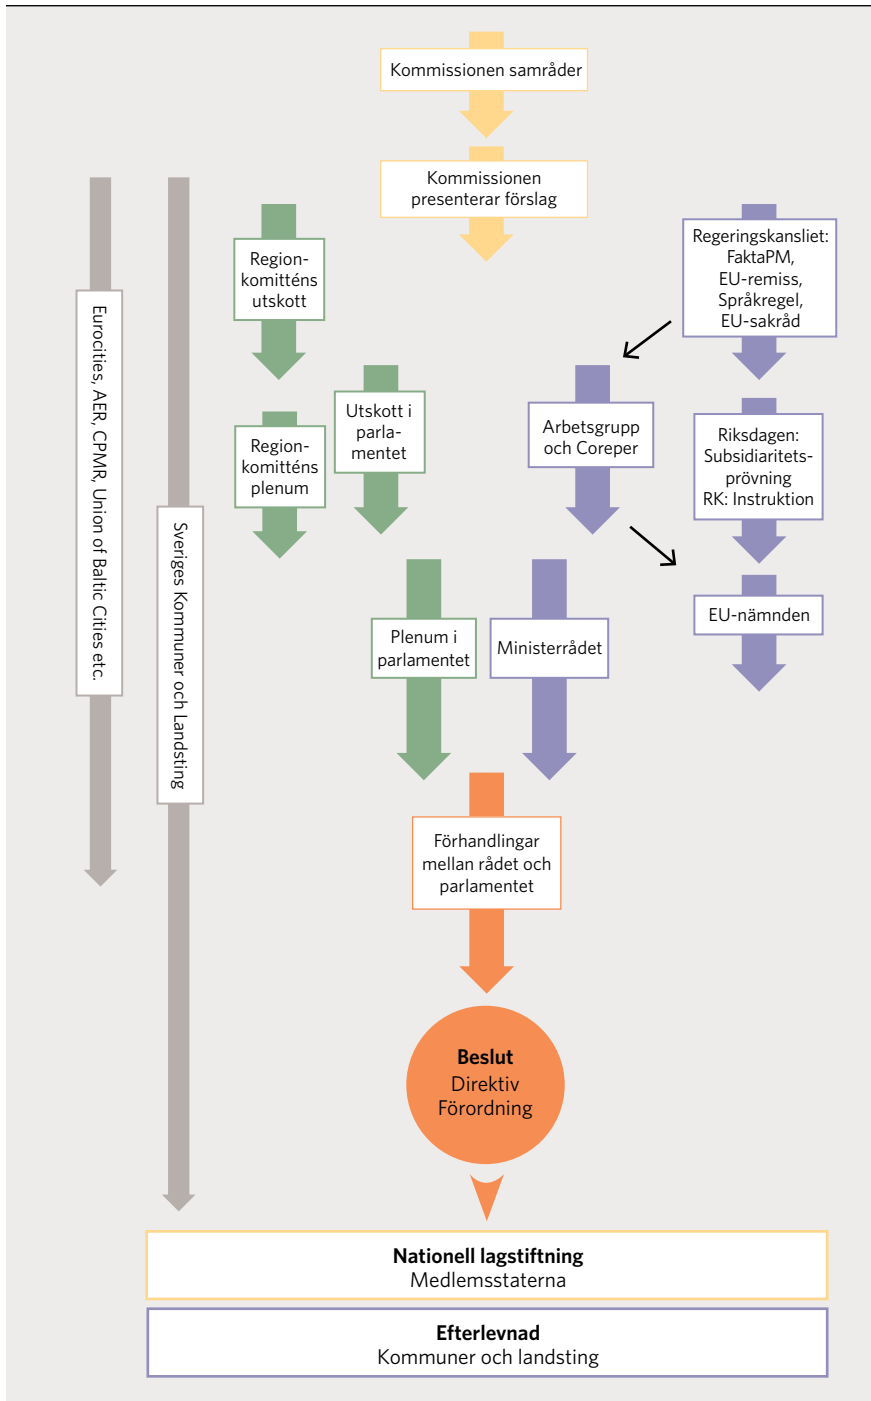 Kommissionen samråder
Kommissionen
presenterar förslag
Region-
komitténs
utskott
Regeringskansliet:
FaktaPM,
EU-remiss,
Språkregel,
EU-sakråd
Eurocities, AER, CPMR, Union of Baltic Cities etc.
Sveriges Kommuner och Landsting
Region-
komitténs
plenum
Utskott i
parla-
mentet
Arbetsgrupp
och Coreper
Riksdagen:
Subsidiaritets-
prövning
RK: Instruktion
EU-nämnden
Plenum i
parlamentet
Ministerrådet
Förhandlingar
mellan rådet och
parlamentet
Beslut
Direktiv
Förordning
Nationell lagstiftning
Medlemsstaterna
Efterlevnad
Kommuner och landsting